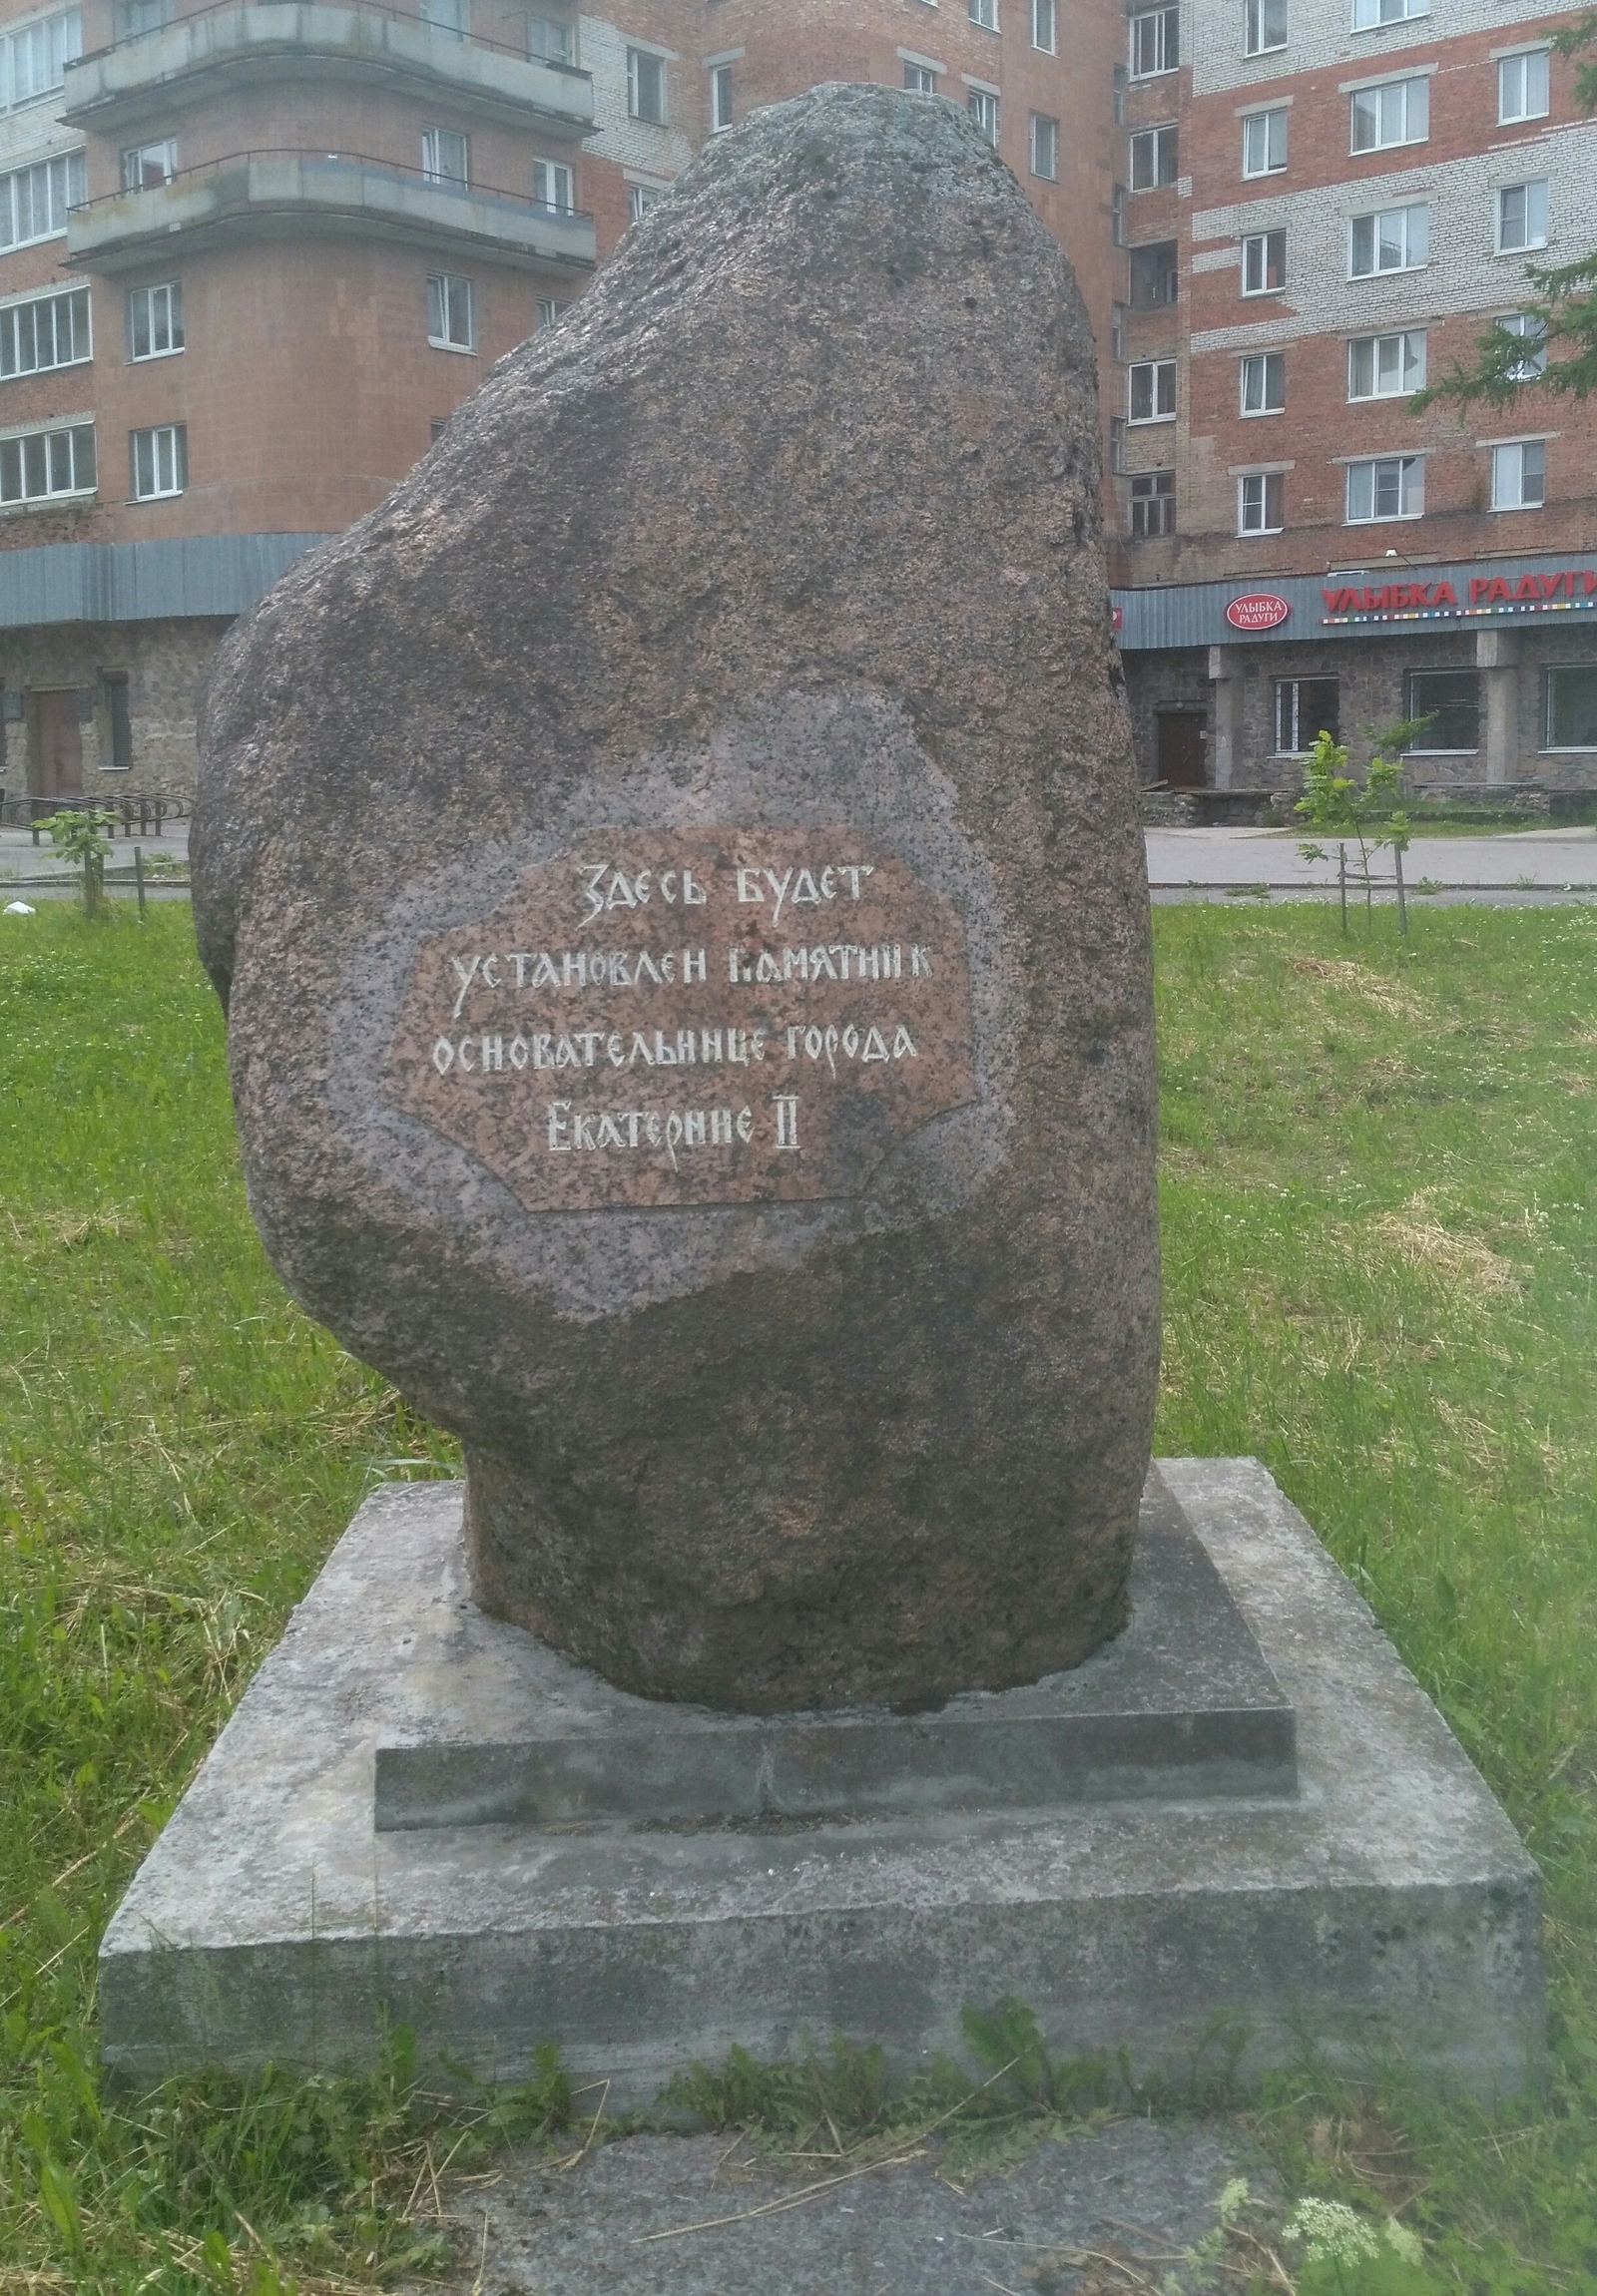 УЛЫБКА РАДУГИ
УЛЫБКА
РАДУГИ
Здесь будет
установлен памятник
основательнице города
Екатерине II